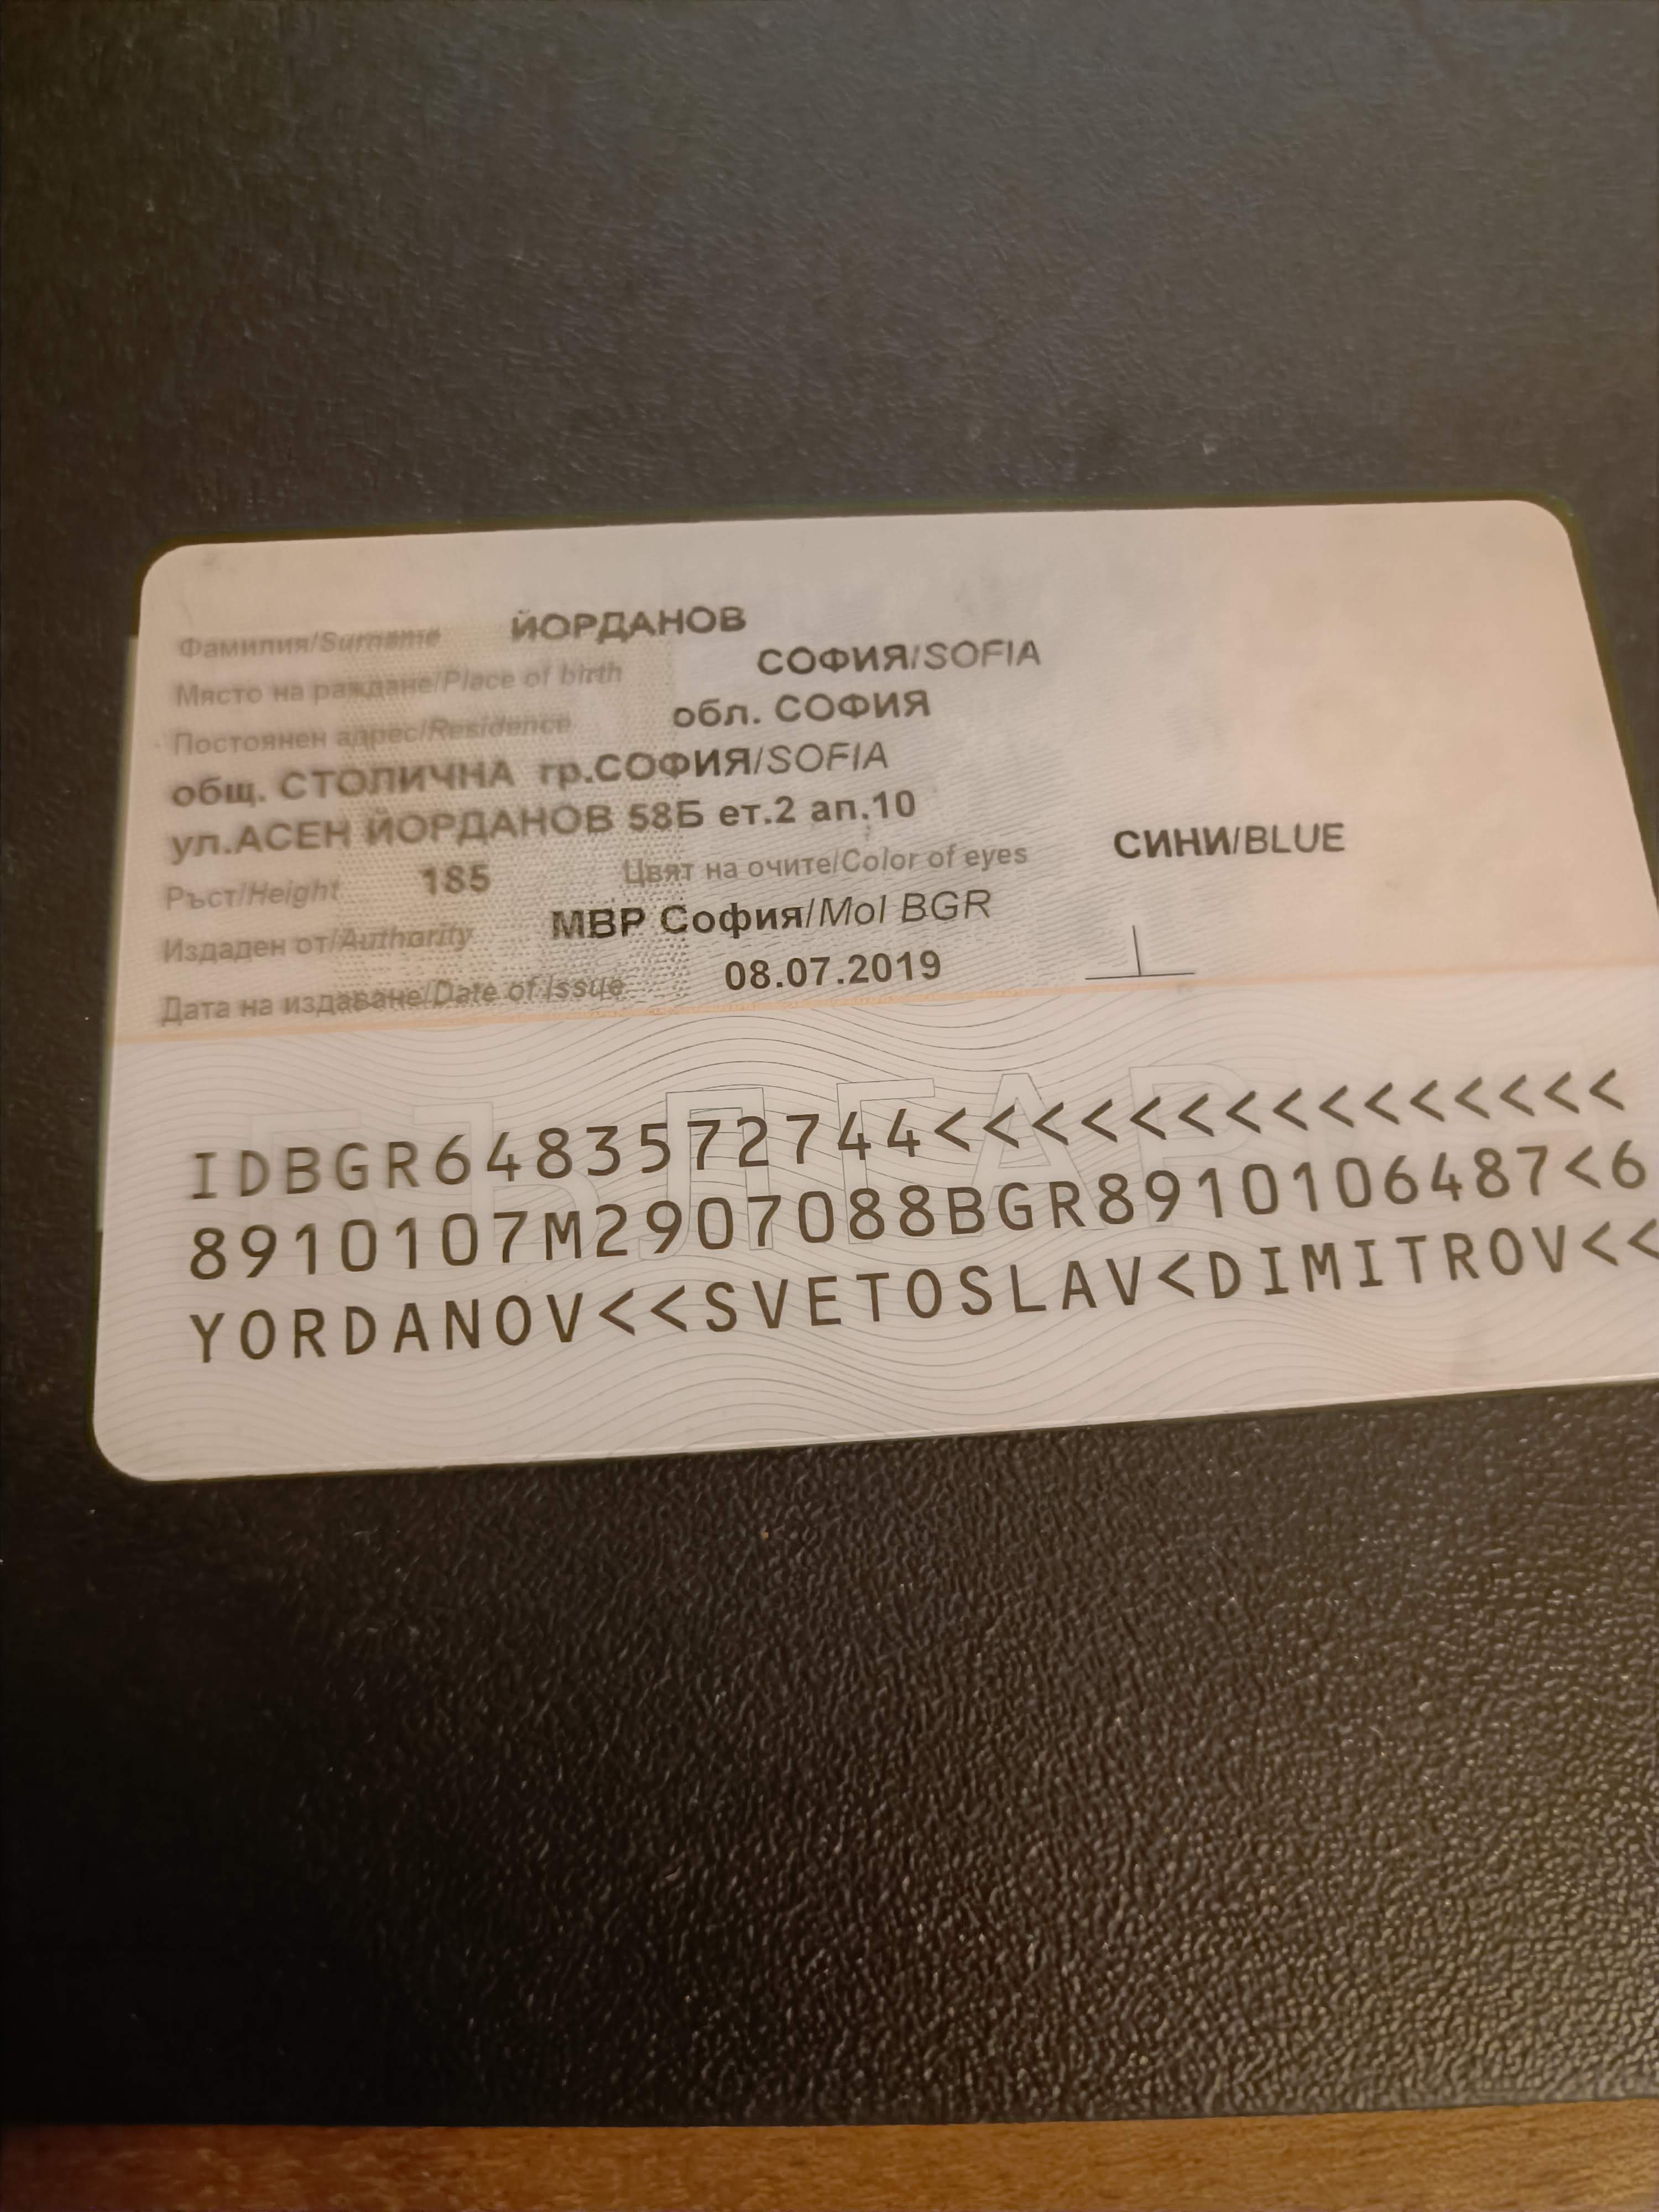 Фамилия/Surname ЙОРДАНОВ
Място на раждане/Place of birth СОФИЯ/SOFIA
Постоянен адрес/Residence обл. СОФИЯ
общ. СТОЛИЧНА гр.СОФИЯ/SOFIA
ул.АСЕН ЙОРДАНОВ 58Б ет.2 ап.10
Ръст/Height 185 Цвят на очите/Color of eyes СИНИ/BLUE
Издаден от/Authority МВР София/MoI BGR
Дата на издаване/Date of Issue 08.07.2019
IDBGR6483572744<<<<<<<<<<<<<<<
8910107M2907088BGR8910106487<6
YORDANOV<<SVETOSLAV<DIMITROV<<